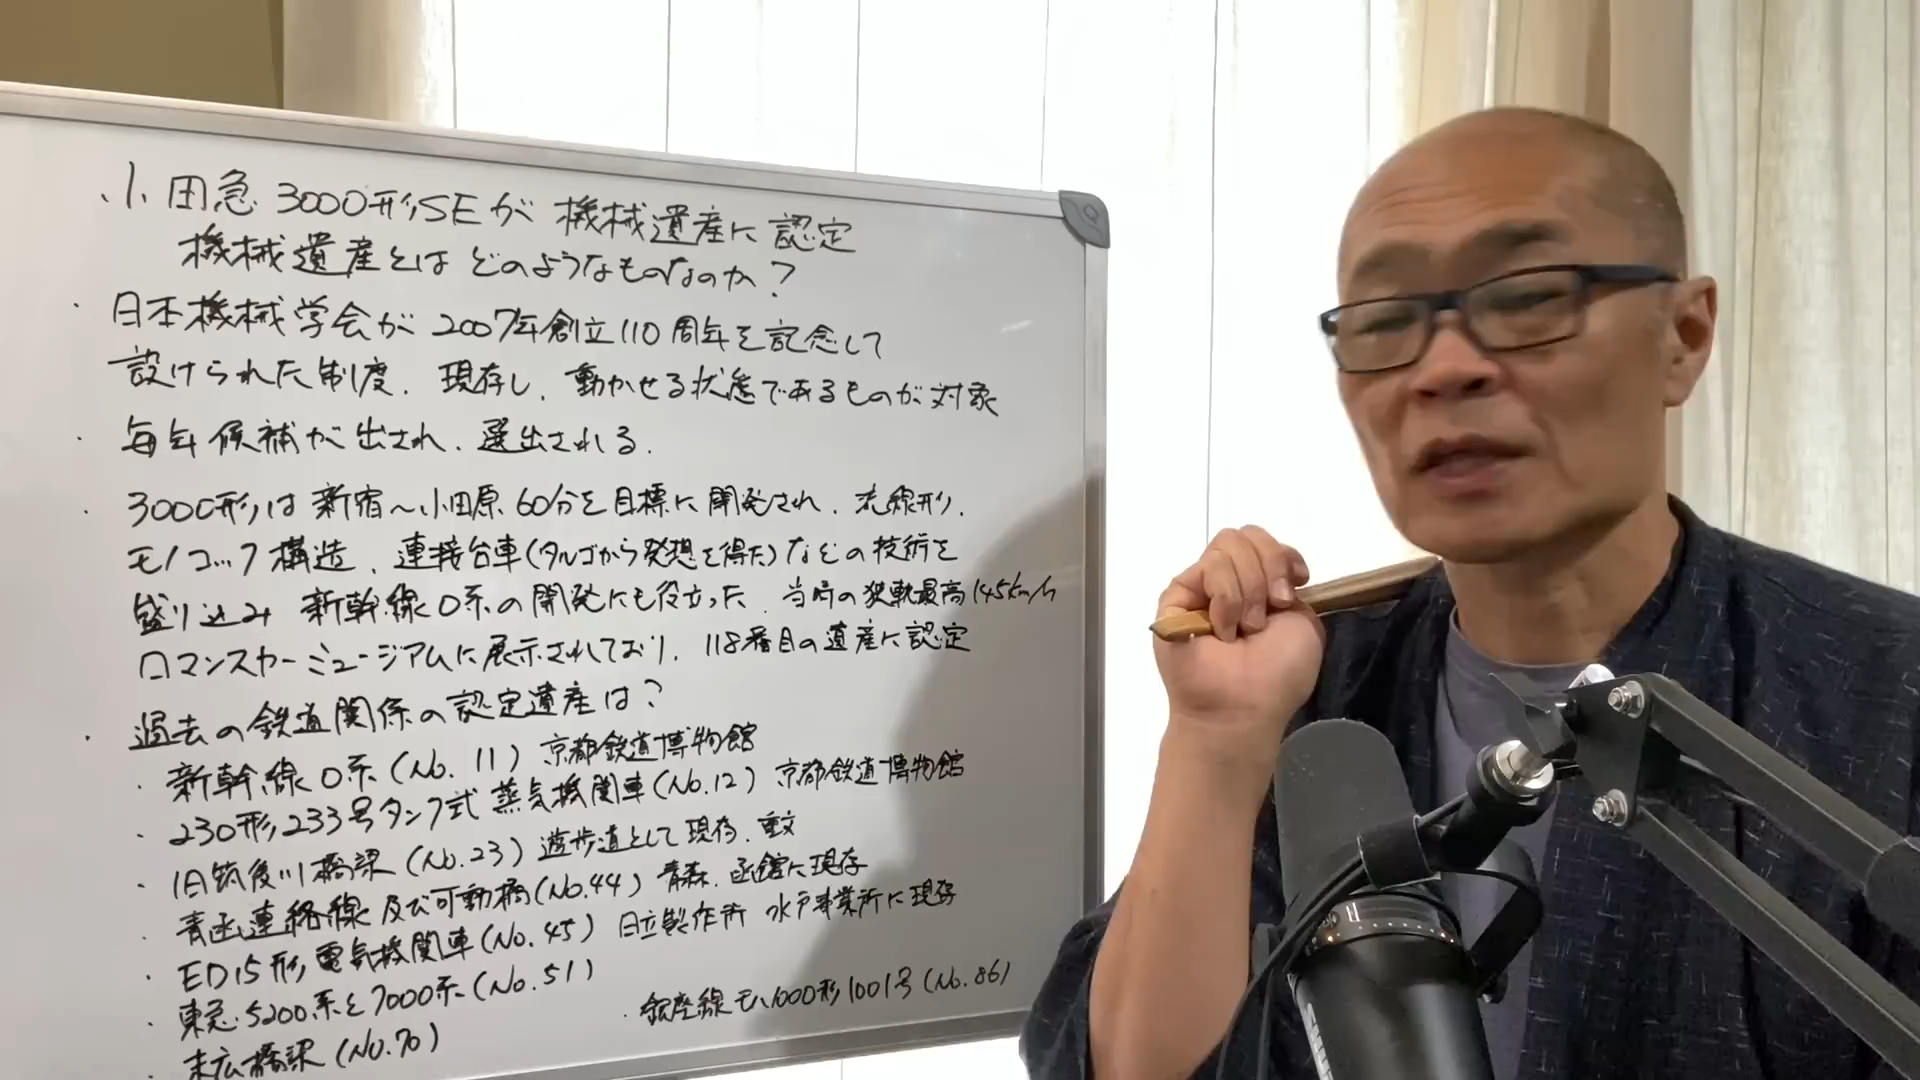 小田急3000形SEが機械遺産に認定
機械遺産とはどのようなものなのか?
・日本機械学会が2007年創立110周年を記念して
設けられた制度、現存し、動かせる状態であるものが対象
・毎年候補が出され、選出される.
・3000形は新宿～小田原60分を目標に開発され、流線形、
モノコック構造、連接台車(タルゴから発想を得た)などの技術を
盛り込み新幹線0系の開発にも役立った、当時の狭軌最高145km/h
ロマンスカーミュージアムに展示されており、118番目の遺産に認定
・過去の鉄道関係の認定遺産は?
・新幹線0系(No.11)京都鉄道博物館
・230形233号タンク式蒸気機関車(No.12)京都鉄道博物館
・旧筑後川橋梁(No.23)遊歩道として現存、重文
・青函連絡線及び可動橋(No.44)青森、函館に現存
・ED15形電気機関車(No.45)日立製作所水戸事業所に現存
・東急5200系と7000系(No.51)
・末広橋梁(No.70)
・銀座線モハ1000形1001号(No.86)